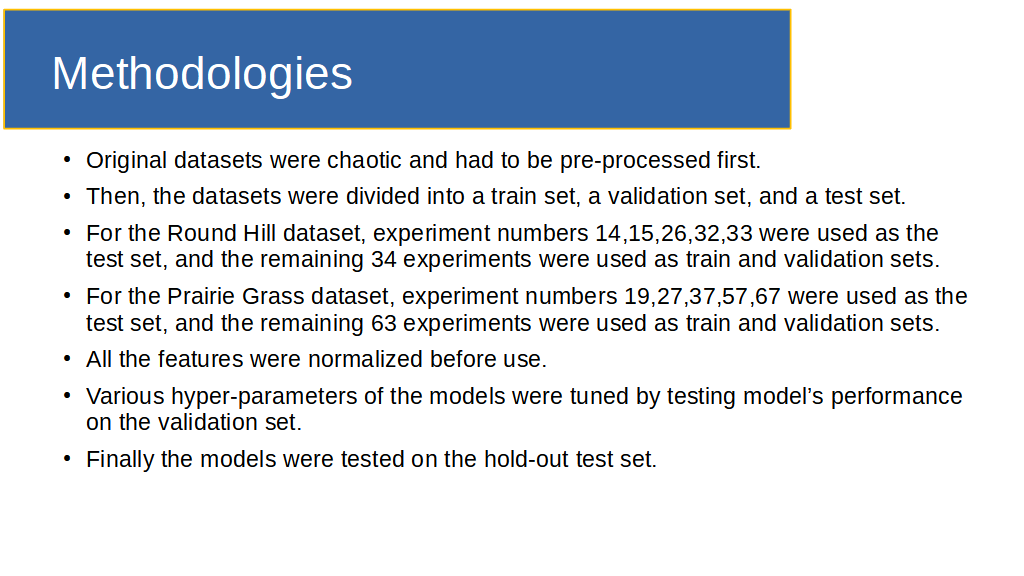 Methodologies
• Original datasets were chaotic and had to be pre-processed first.
• Then, the datasets were divided into a train set, a validation set, and a test set.
• For the Round Hill dataset, experiment numbers 14,15,26,32,33 were used as the
test set, and the remaining 34 experiments were used as train and validation sets.
• For the Prairie Grass dataset, experiment numbers 19,27,37,57,67 were used as the
test set, and the remaining 63 experiments were used as train and validation sets.
• All the features were normalized before use.
• Various hyper-parameters of the models were tuned by testing model’s performance
on the validation set.
• Finally the models were tested on the hold-out test set.